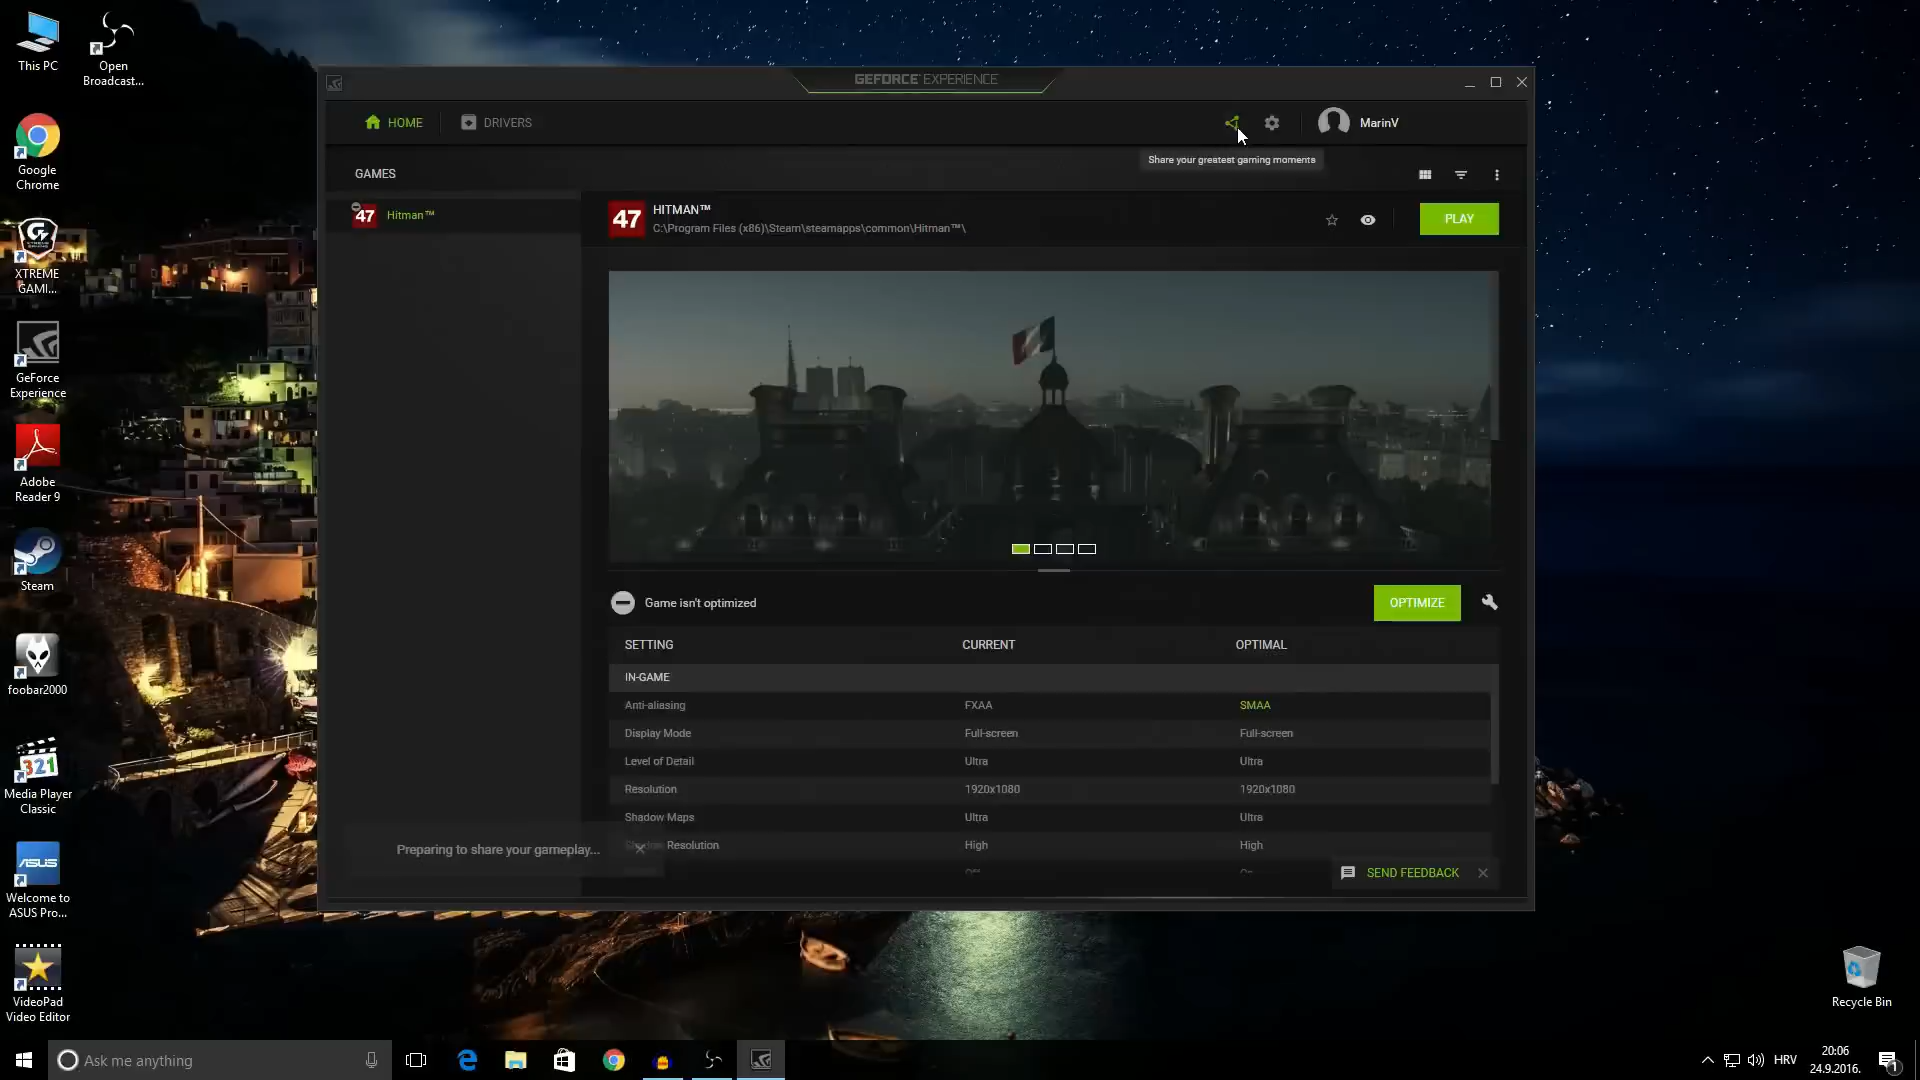 This PC
Open
Broadcast...
Google
Chrome
XTREME
GAMI...
GeForce
Experience
Adobe
Reader 9
Steam
foobar2000
321
Media Player
Classic
ASUS
Welcome to
ASUS Pro...
VideoPad
Video Editor
GEFORCE EXPERIENCE
HOME
DRIVERS
MarinV
Share your greatest gaming moments
GAMES
47
Hitman™
47
HITMAN™
C:\Program Files (x86)\Steam\steamapps\common\Hitman™\
PLAY
Game isn't optimized
OPTIMIZE
SETTING CURRENT OPTIMAL
IN-GAME
Anti-aliasing FXAA SMAA
Display Mode Full-screen Full-screen
Level of Detail Ultra Ultra
Resolution 1920x1080 1920x1080
Shadow Maps Ultra Ultra
Resolution High High
Preparing to share your gameplay...
SEND FEEDBACK
Recycle Bin
Ask me anything
HRV
20:06
24.9.2016.
1